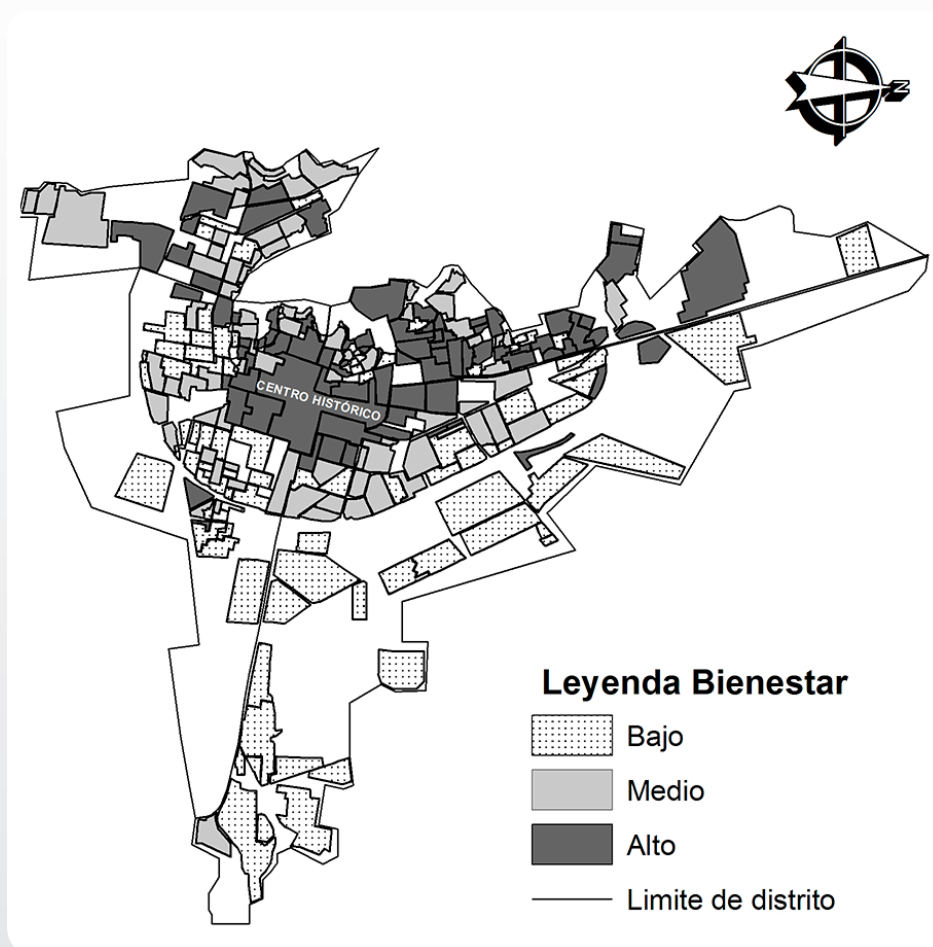 N
CENTRO HISTÓRICO
Leyenda Bienestar
Bajo
Medio
Alto
Limite de distrito